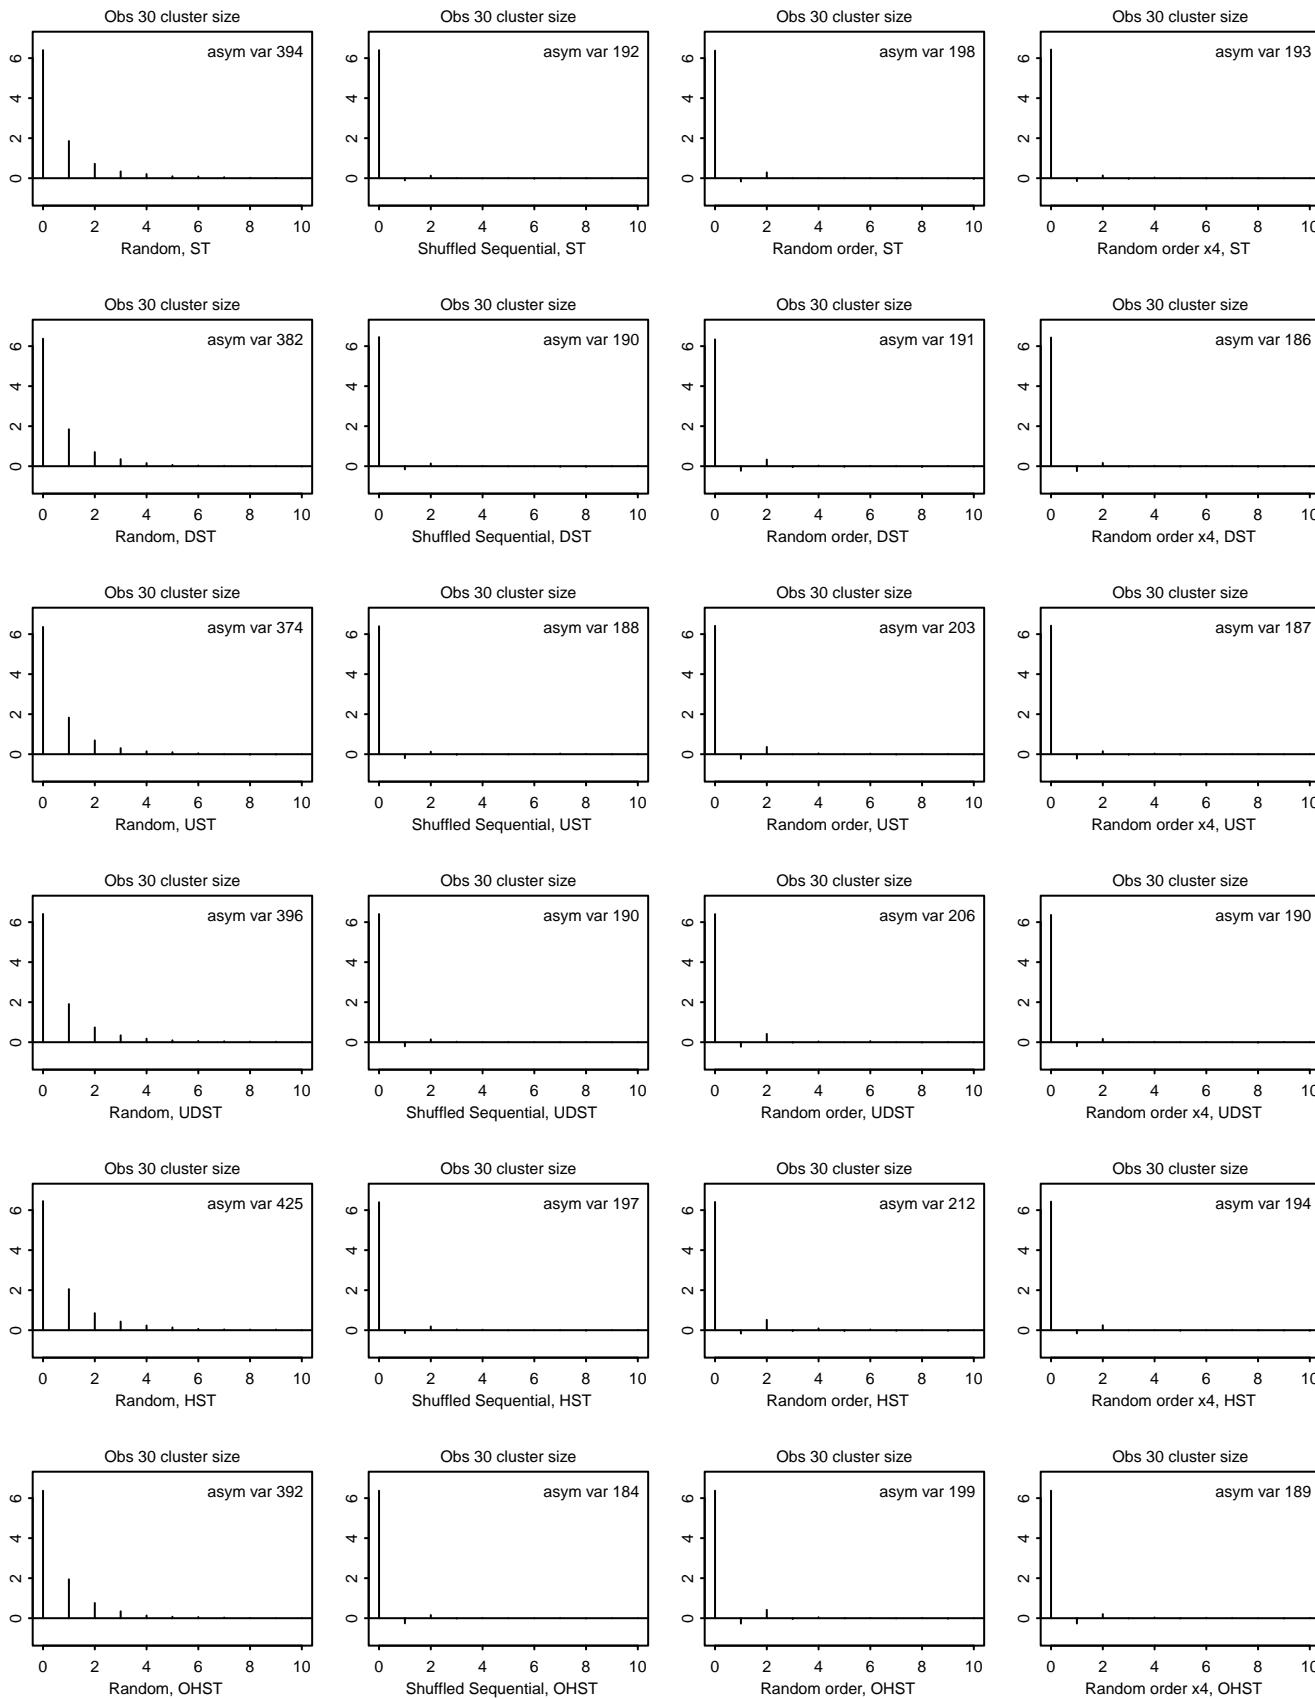 Obs 30 cluster size
asym var 394
0 2 4 6
0 2 4 6 8 10
Random, ST
Obs 30 cluster size
asym var 192
0 2 4 6
0 2 4 6 8 10
Shuffled Sequential, ST
Obs 30 cluster size
asym var 198
0 2 4 6
0 2 4 6 8 10
Random order, ST
Obs 30 cluster size
asym var 193
0 2 4 6
0 2 4 6 8 10
Random order x4, ST
Obs 30 cluster size
asym var 382
0 2 4 6
0 2 4 6 8 10
Random, DST
Obs 30 cluster size
asym var 190
0 2 4 6
0 2 4 6 8 10
Shuffled Sequential, DST
Obs 30 cluster size
asym var 191
0 2 4 6
0 2 4 6 8 10
Random order, DST
Obs 30 cluster size
asym var 186
0 2 4 6
0 2 4 6 8 10
Random order x4, DST
Obs 30 cluster size
asym var 374
0 2 4 6
0 2 4 6 8 10
Random, UST
Obs 30 cluster size
asym var 188
0 2 4 6
0 2 4 6 8 10
Shuffled Sequential, UST
Obs 30 cluster size
asym var 203
0 2 4 6
0 2 4 6 8 10
Random order, UST
Obs 30 cluster size
asym var 187
0 2 4 6
0 2 4 6 8 10
Random order x4, UST
Obs 30 cluster size
asym var 396
0 2 4 6
0 2 4 6 8 10
Random, UDST
Obs 30 cluster size
asym var 190
0 2 4 6
0 2 4 6 8 10
Shuffled Sequential, UDST
Obs 30 cluster size
asym var 206
0 2 4 6
0 2 4 6 8 10
Random order, UDST
Obs 30 cluster size
asym var 190
0 2 4 6
0 2 4 6 8 10
Random order x4, UDST
Obs 30 cluster size
asym var 425
0 2 4 6
0 2 4 6 8 10
Random, HST
Obs 30 cluster size
asym var 197
0 2 4 6
0 2 4 6 8 10
Shuffled Sequential, HST
Obs 30 cluster size
asym var 212
0 2 4 6
0 2 4 6 8 10
Random order, HST
Obs 30 cluster size
asym var 194
0 2 4 6
0 2 4 6 8 10
Random order x4, HST
Obs 30 cluster size
asym var 392
0 2 4 6
0 2 4 6 8 10
Random, OHST
Obs 30 cluster size
asym var 184
0 2 4 6
0 2 4 6 8 10
Shuffled Sequential, OHST
Obs 30 cluster size
asym var 199
0 2 4 6
0 2 4 6 8 10
Random order, OHST
Obs 30 cluster size
asym var 189
0 2 4 6
0 2 4 6 8 10
Random order x4, OHST